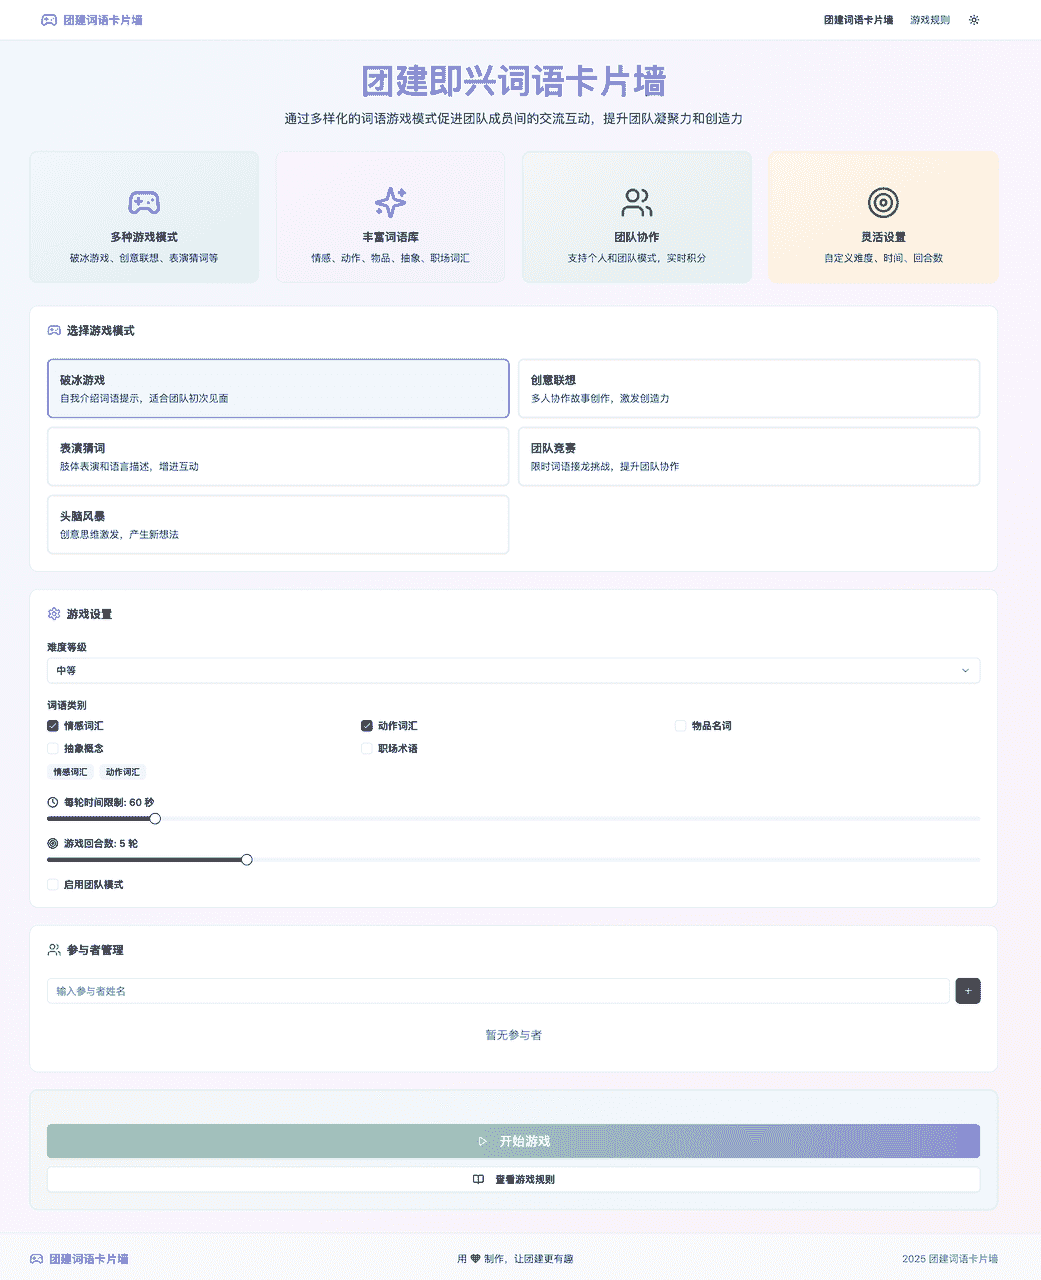 团建词语卡片墙
团建词语卡片墙 游戏规则
团建即兴词语卡片墙
通过多样化的词语游戏模式促进团队成员间的交流互动，提升团队凝聚力和创造力
多种游戏模式
破冰游戏、创意联想、表演猜词等
丰富词语库
情感、动作、物品、抽象、职场词汇
团队协作
支持个人和团队模式，实时积分
灵活设置
自定义难度、时间、回合数
选择游戏模式
破冰游戏
自我介绍词语提示，适合团队初次见面
创意联想
多人协作故事创作，激发创造力
表演猜词
肢体表演和语言描述，增进互动
团队竞赛
限时词语接龙挑战，提升团队协作
头脑风暴
创意思维激发，产生新想法
游戏设置
难度等级
中等
词语类别
情感词汇 动作词汇 物品名词
抽象概念 职场术语
情感词汇 动作词汇
每轮时间限制: 60 秒
游戏回合数: 5 轮
启用团队模式
参与者管理
输入参与者姓名
+
暂无参与者
开始游戏
查看游戏规则
团建词语卡片墙
用 制作，让团建更有趣
2025 团建词语卡片墙